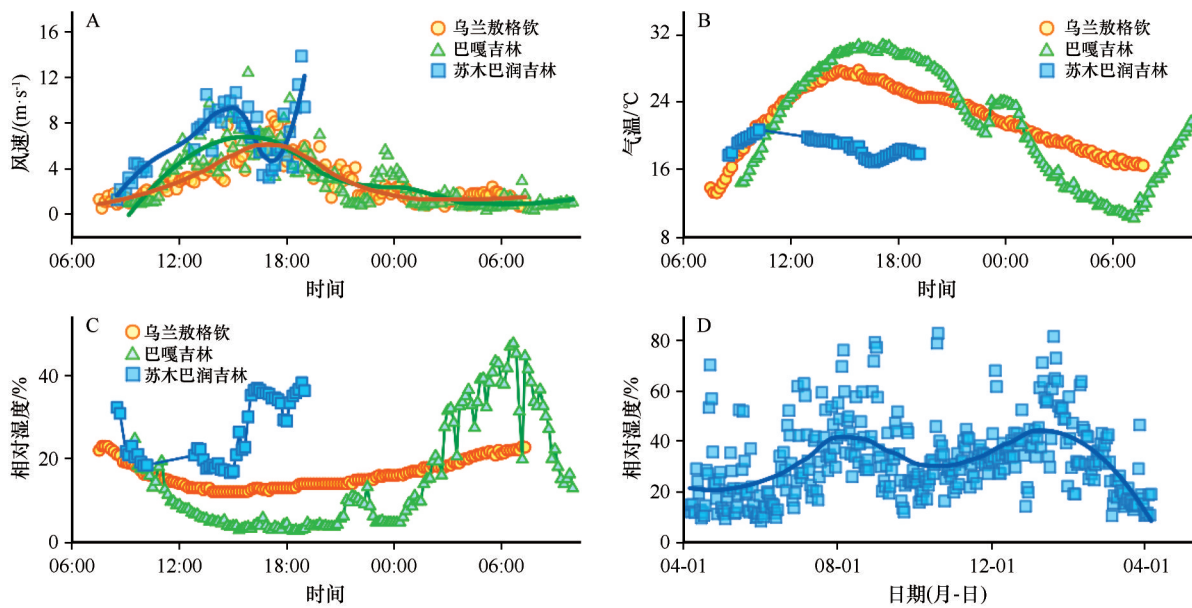 A
乌兰敖格钦
巴嘎吉林
苏木巴润吉林
风速/(m·s⁻¹)
16
12
8
4
0
06:00 12:00 18:00 00:00 06:00
时间
B
乌兰敖格钦
巴嘎吉林
苏木巴润吉林
气温/℃
32
24
16
8
06:00 12:00 18:00 00:00 06:00
时间
C
乌兰敖格钦
巴嘎吉林
苏木巴润吉林
相对湿度/%
40
20
0
06:00 12:00 18:00 00:00 06:00
时间
D
相对湿度/%
80
60
40
20
0
04-01 08-01 12-01 04-01
日期(月-日)